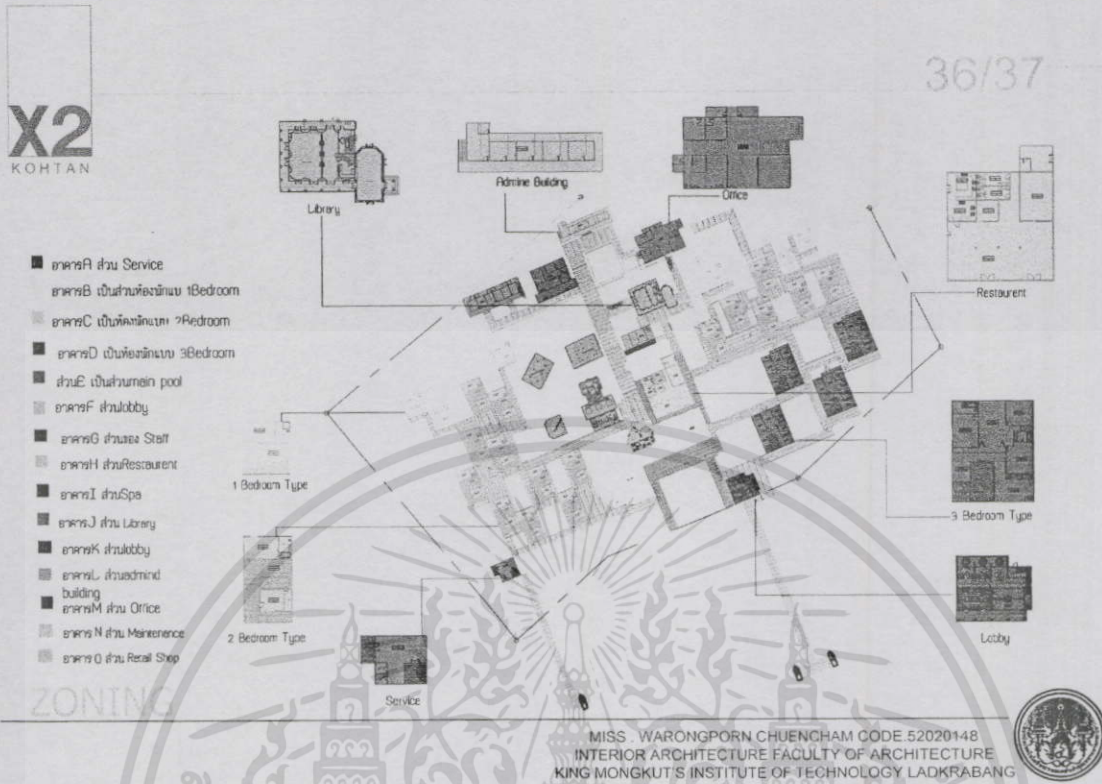 X2
KOHTAN
36/37
Library
Admine Building
Office
Restaurent
อาคารA ส่วน Service
อาคารB เป็นส่วนห้องพักแบบ 1Bedroom
อาคารC เป็นห้องพักแบบ 2Bedroom
อาคารD เป็นห้องพักแบบ 3Bedroom
ส่วนE เป็นส่วนmain pool
อาคารF ส่วนlobby
อาคารG ส่วนของ Staff
อาคารH ส่วนRestaurent
อาคารI ส่วนSpa
อาคารJ ส่วน Library
อาคารK ส่วนlobby
อาคารL ส่วนadmind
building
อาคารM ส่วน Office
อาคาร N ส่วน Maintenence
อาคาร O ส่วน Retail Shop
1 Bedroom Type
2 Bedroom Type
3 Bedroom Type
Service
Lobby
ZONING
MISS . WARONGPORN CHUENCHAM CODE.52020148
INTERIOR ARCHITECTURE FACULTY OF ARCHITECTURE
KING MONGKUT'S INSTITUTE OF TECHNOLOGY LADKRABANG